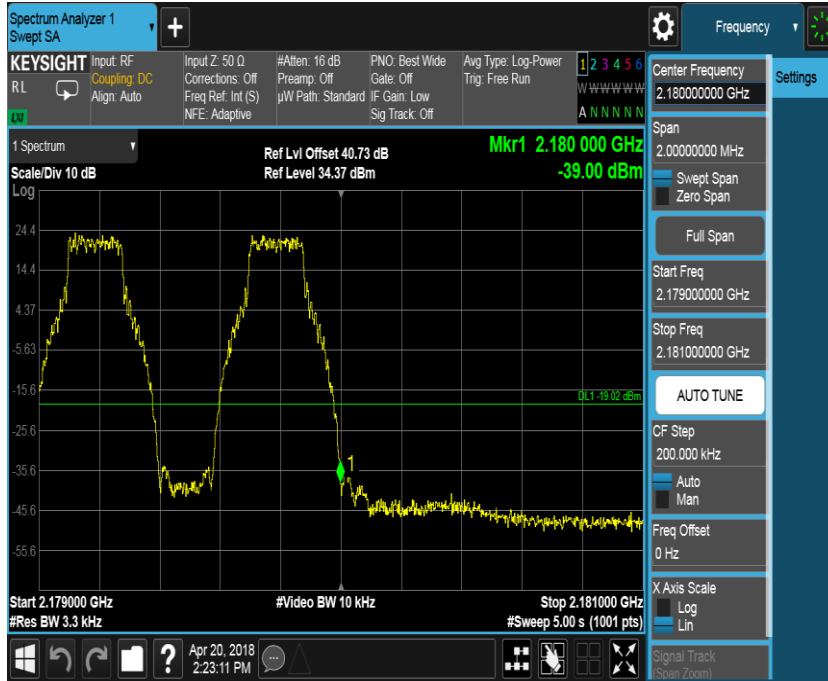 Spectrum Analyzer 1
Swept SA
+
Frequency
KEYSIGHT
RL
LXI
Input: RF
Coupling: DC
Align: Auto
Input Z: 50 Ω
Corrections: Off
Freq Ref: Int (S)
NFE: Adaptive
#Atten: 16 dB
Preamp: Off
µW Path: Standard
PNO: Best Wide
Gate: Off
IF Gain: Low
Sig Track: Off
Avg Type: Log-Power
Trig: Free Run
1 2 3 4 5 6
W W W W W W
A N N N N N
1 Spectrum
Scale/Div 10 dB
Ref Lvl Offset 40.73 dB
Ref Level 34.37 dBm
Mkr1 2.180 000 GHz
-39.00 dBm
Log
24.4
14.4
4.37
-5.63
-15.6
-25.6
-35.6
-45.6
-55.6
DL1 -19.02 dBm
1
Start 2.179000 GHz
#Res BW 3.3 kHz
#Video BW 10 kHz
Stop 2.181000 GHz
#Sweep 5.00 s (1001 pts)
?
Apr 20, 2018
2:23:11 PM
Center Frequency
2.180000000 GHz
Span
2.00000000 MHz
Swept Span
Zero Span
Full Span
Start Freq
2.179000000 GHz
Stop Freq
2.181000000 GHz
AUTO TUNE
CF Step
200.000 kHz
Auto
Man
Freq Offset
0 Hz
X Axis Scale
Log
Lin
Signal Track
(Span Zoom)
Settings